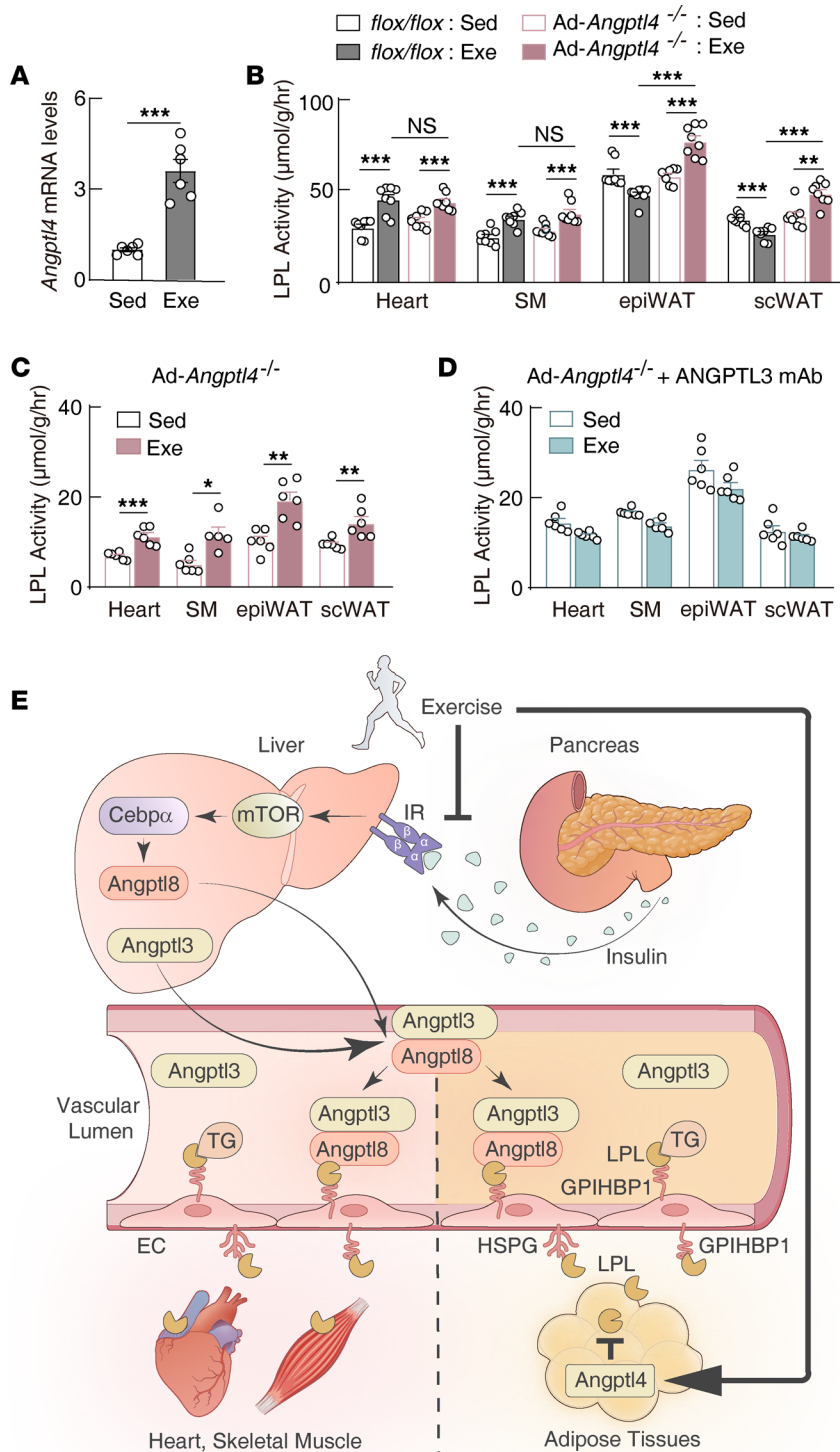 flox/flox : Sed
Ad-Angptl4 -/- : Sed
flox/flox : Exe
Ad-Angptl4 -/- : Exe
A
Angptl4 mRNA levels
6
3
0
***
Sed
Exe
B
LPL Activity (μmol/g/hr)
100
50
0
NS
***
***
NS
***
***
***
***
***
***
***
**
Heart
SM
epiWAT
scWAT
C
Ad-Angptl4-/-
LPL Activity (μmol/g/hr)
40
20
0
Sed
Exe
***
*
**
**
Heart
SM
epiWAT
scWAT
D
Ad-Angptl4-/- + ANGPTL3 mAb
LPL Activity (μmol/g/hr)
40
20
0
Sed
Exe
Heart
SM
epiWAT
scWAT
E
Exercise
Liver
Pancreas
IR
Cebpα
mTOR
β
α
β
α
Angptl8
Angptl3
Insulin
Angptl3
Angptl8
Angptl3
Angptl3
Vascular
Lumen
TG
Angptl3
Angptl8
Angptl3
Angptl8
LPL
TG
GPIHBP1
EC
HSPG
GPIHBP1
LPL
Angptl4
Heart, Skeletal Muscle
Adipose Tissues